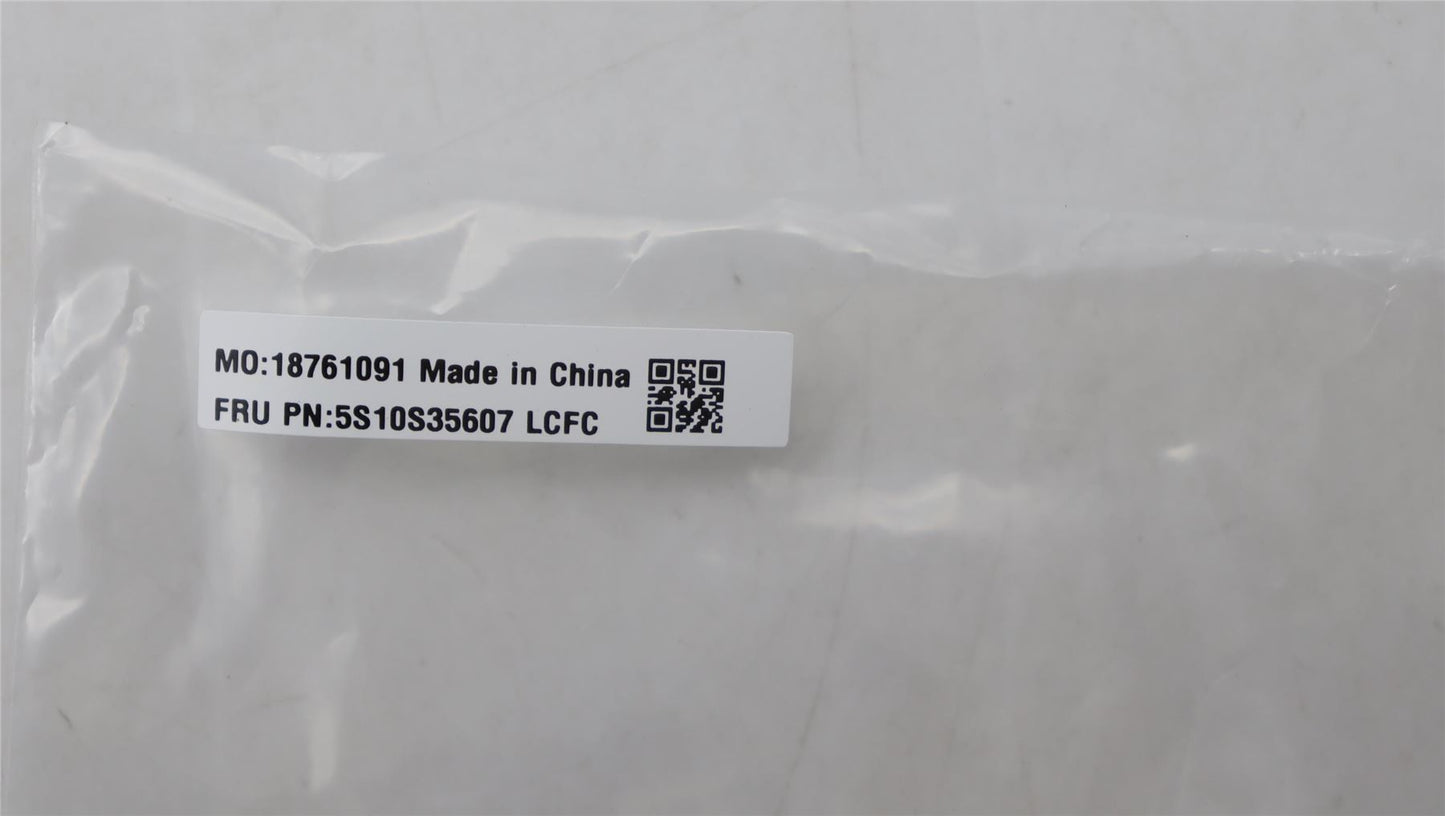 MO:18761091 Made in China
FRU PN:5S10S35607 LCFC